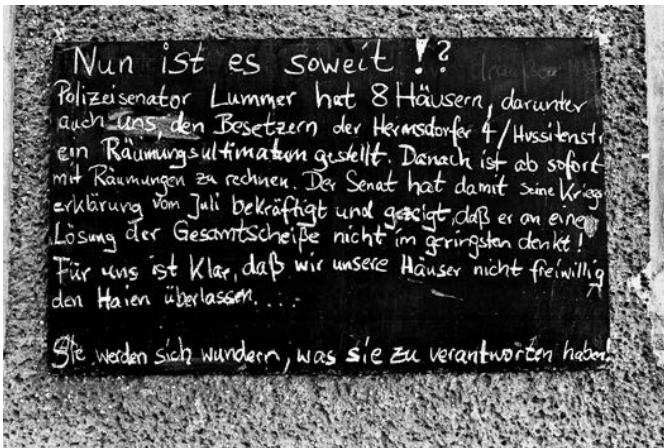 Nun ist es soweit !?
Polizeisenator Lummer hat 8 Häusern, darunter
auch uns, den Besetzern der Hermsdorfer 4/Hussitenstr.
ein Räumungsultimatum gestellt. Danach ist ab sofort
mit Räumungen zu rechnen. Der Senat hat damit seine Kriegs
erklärung vom Juli bekräftigt und gezeigt, daß er an eine
Lösung der Gesamtscheiße nicht im geringsten denkt!
Für uns ist Klar, daß wir unsere Häuser nicht freiwillig
den Haien überlassen....
Sie werden sich wundern, was sie zu verantworten haben!